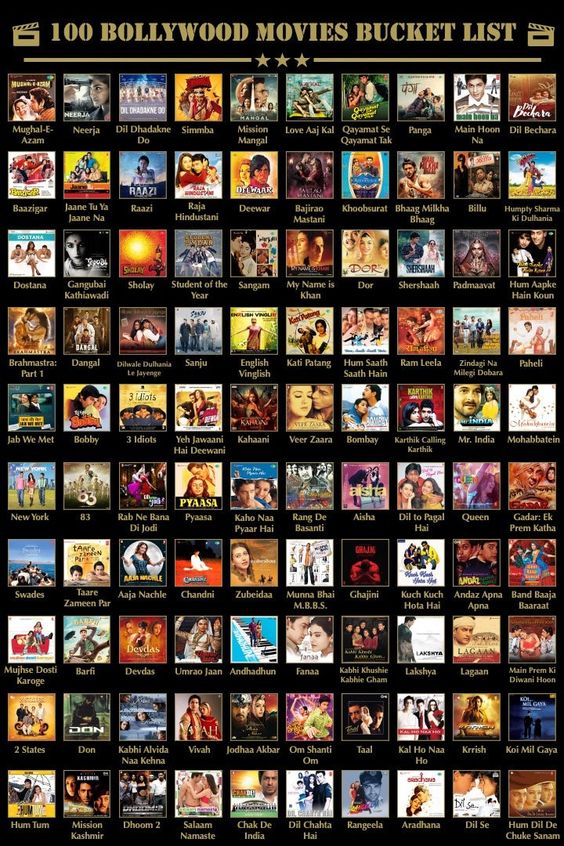 100 BOLLYWOOD MOVIES BUCKET LIST
Mughal-E-
Azam
Neerja
Dil Dhadakne
Do
Simmba
Mission
Mangal
Love Aaj Kal
Qayamat Se
Qayamat Tak
Panga
Main Hoon
Na
Dil Bechara
Baazigar
Jaane Tu Ya
Jaane Na
Raazi
Raja
Hindustani
Deewar
Bajirao
Mastani
Khoobsurat
Bhaag Milkha
Bhaag
Billu
Humpty Sharma
Ki Dulhania
Dostana
Gangubai
Kathiawadi
Sholay
Student of the
Year
Sangam
My Name is
Khan
Dor
Shershaah
Padmaavat
Hum Aapke
Hain Koun
Brahmastra:
Part 1
Dangal
Dilwale Dulhania
Le Jayenge
Sanju
English
Vinglish
Kati Patang
Hum Saath
Saath Hain
Ram Leela
Zindagi Na
Milegi Dobara
Paheli
Jab We Met
Bobby
3 Idiots
Yeh Jawaani
Hai Deewani
Kahaani
Veer Zaara
Bombay
Karthik Calling
Karthik
Mr. India
Mohabbatein
New York
83
Rab Ne Bana
Di Jodi
Pyaasa
Kaho Naa
Pyaar Hai
Rang De
Basanti
Aisha
Dil to Pagal
Hai
Queen
Gadar: Ek
Prem Katha
Swades
Taare
Zameen Par
Aaja Nachle
Chandni
Zubeidaa
Munna Bhai
M.B.B.S.
Ghajini
Kuch Kuch
Hota Hai
Andaz Apna
Apna
Band Baaja
Baaraat
Mujhse Dosti
Karoge
Barfi
Devdas
Umrao Jaan
Andhadhun
Fanaa
Kabhi Khushie
Kabhie Gham
Lakshya
Lagaan
Main Prem Ki
Diwani Hoon
2 States
Don
Kabhi Alvida
Naa Kehna
Vivah
Jodhaa Akbar
Om Shanti
Om
Taal
Kal Ho Naa
Ho
Krrish
Koi Mil Gaya
Hum Tum
Mission
Kashmir
Dhoom 2
Salaam
Namaste
Chak De
India
Dil Chahta
Hai
Rangeela
Aradhana
Dil Se
Hum Dil De
Chuke Sanam